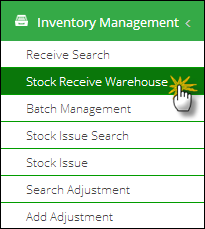 Inventory Management <
Receive Search
Stock Receive Warehouse
Batch Management
Stock Issue Search
Stock Issue
Search Adjustment
Add Adjustment